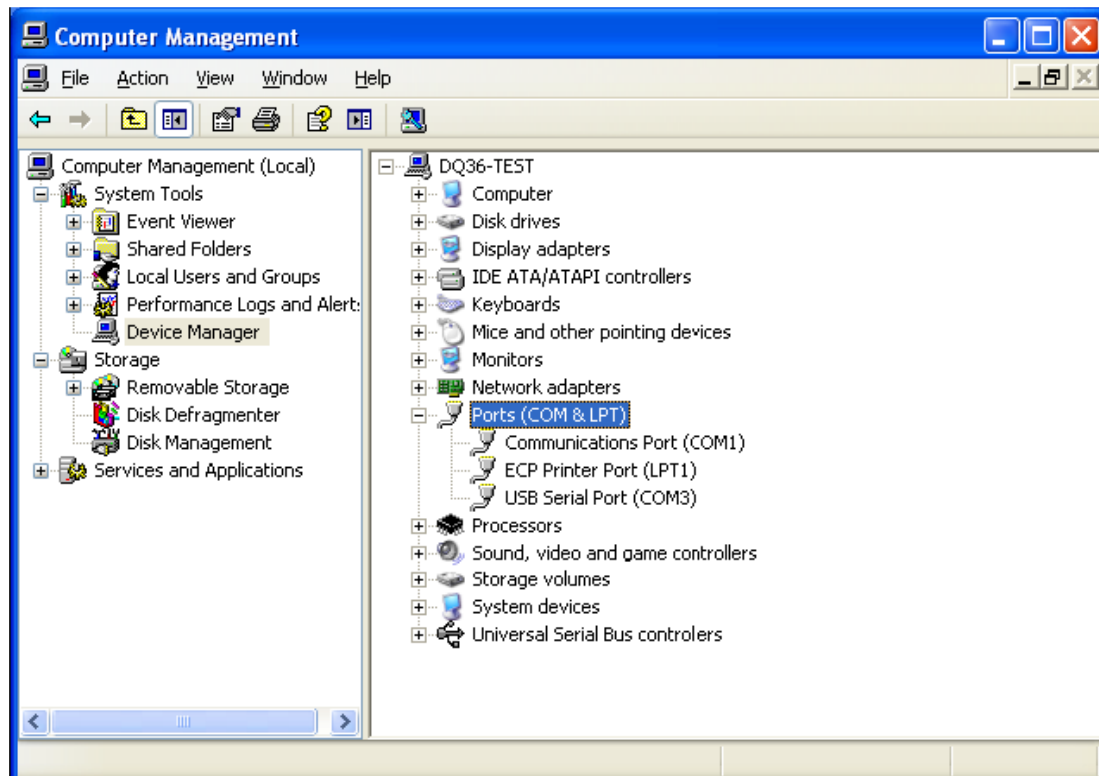 Computer Management
File Action View Window Help
Computer Management (Local)
System Tools
Event Viewer
Shared Folders
Local Users and Groups
Performance Logs and Alert:
Device Manager
Storage
Removable Storage
Disk Defragmenter
Disk Management
Services and Applications
DQ36-TEST
Computer
Disk drives
Display adapters
IDE ATA/ATAPI controllers
Keyboards
Mice and other pointing devices
Monitors
Network adapters
Ports (COM & LPT)
Communications Port (COM1)
ECP Printer Port (LPT1)
USB Serial Port (COM3)
Processors
Sound, video and game controllers
Storage volumes
System devices
Universal Serial Bus controlers